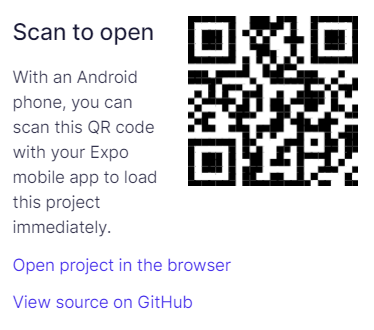 Scan to open
With an Android
phone, you can
scan this QR code
with your Expo
mobile app to load
this project
immediately.
Open project in the browser
View source on GitHub